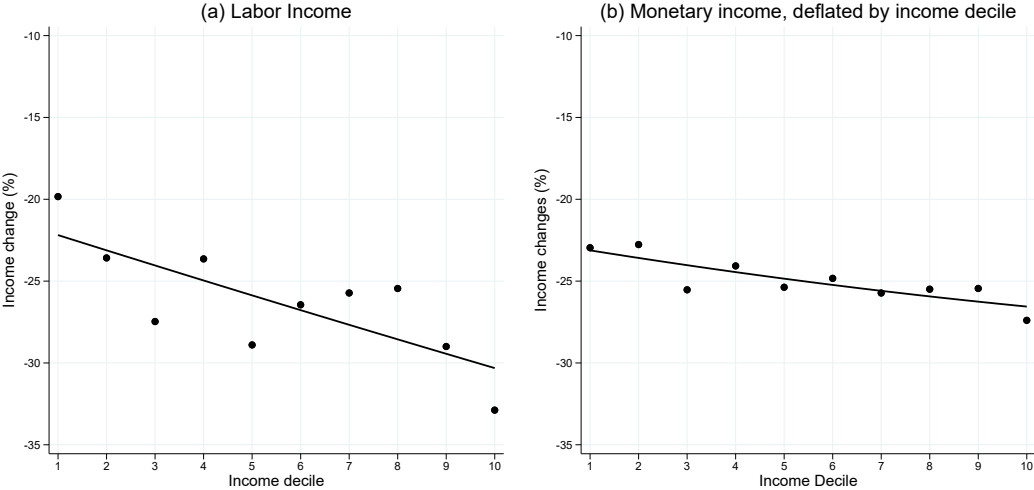 (a) Labor Income
Income change (%)
-10
-15
-20
-25
-30
-35
1 2 3 4 5 6 7 8 9 10
Income decile
(b) Monetary income, deflated by income decile
Income changes (%)
-10
-15
-20
-25
-30
-35
1 2 3 4 5 6 7 8 9 10
Income Decile